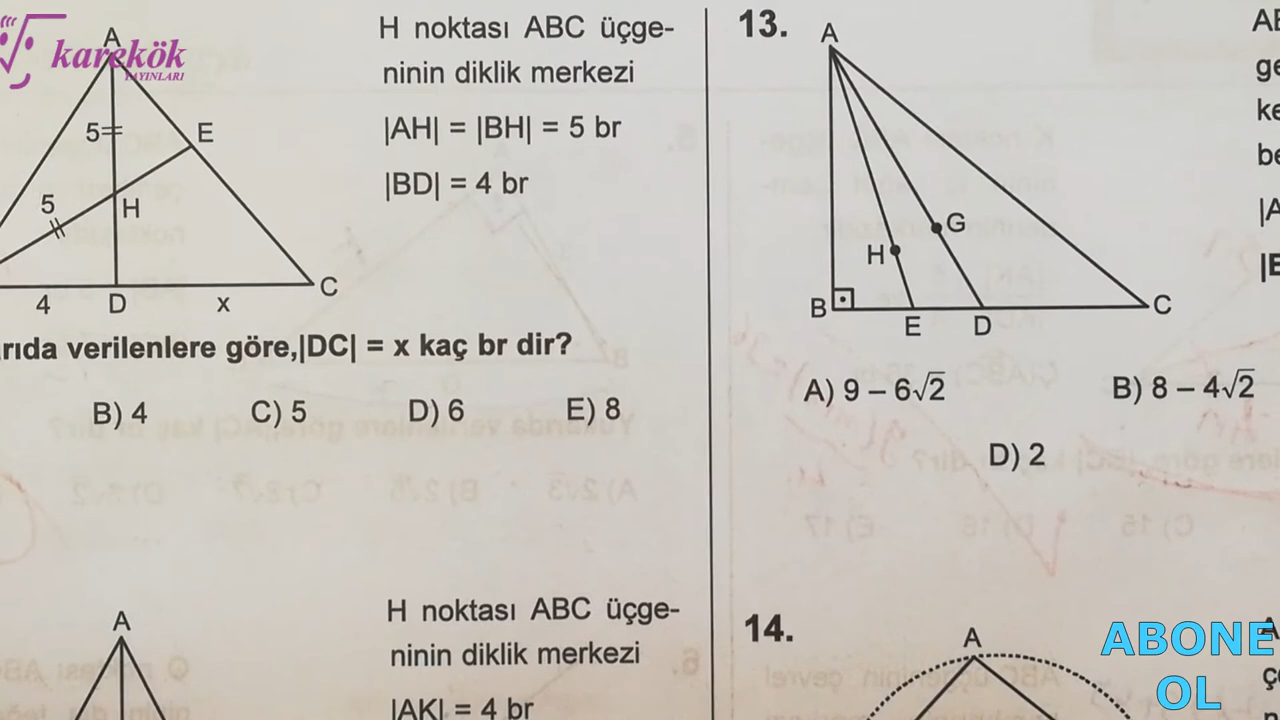 karekök
YAYINLARI
A
5
E
5
H
C
4
D
x
H noktası ABC üçge-
ninin diklik merkezi
|AH| = |BH| = 5 br
|BD| = 4 br
rıda verilenlere göre,|DC| = x kaç br dir?
B) 4 C) 5 D) 6 E) 8
A
H noktası ABC üçge-
ninin diklik merkezi
|AK| = 4 br
13.
A
G
H
B
E
D
C
A) 9 – 6√2 B) 8 – 4√2
D) 2
14.
A
ABONE
OL